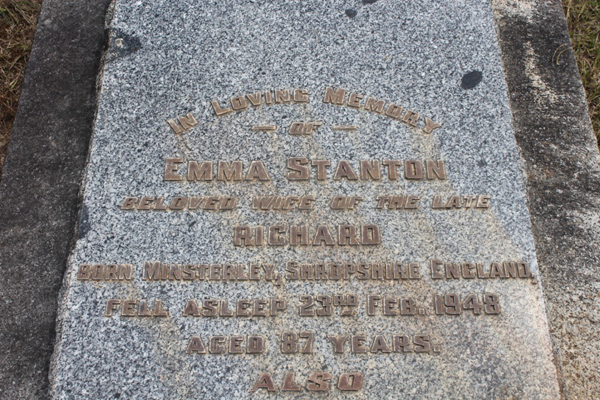 IN LOVING MEMORY
— OF —
EMMA STANTON
BELOVED WIFE OF THE LATE
RICHARD
BORN MINSTERLEY, SHROPSHIRE ENGLAND,
FELL ASLEEP 23RD FEB. 1948
AGED 87 YEARS.
ALSO